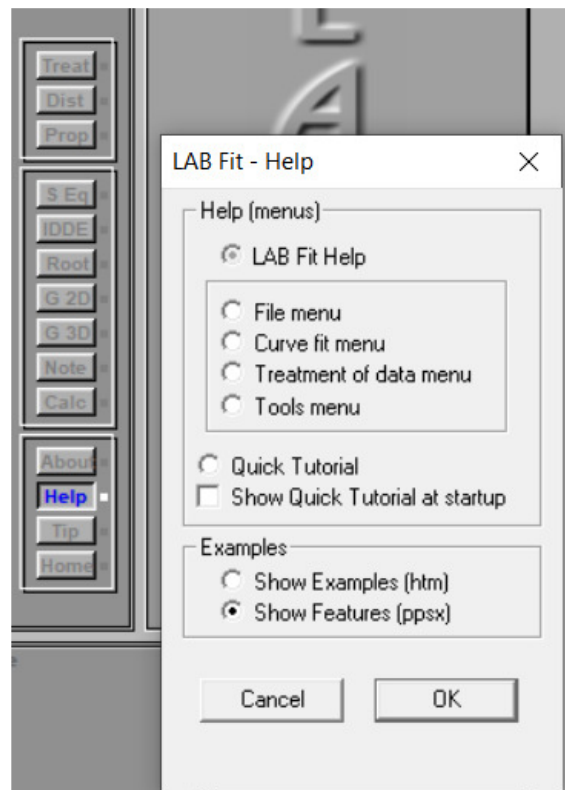 Treat
Dist
Prop
S Eq
IDDE
Root
G 2D
G 3D
Note
Calc
About
Help
Tip
Home
L
A
LAB Fit - Help
Help (menus)
LAB Fit Help
File menu
Curve fit menu
Treatment of data menu
Tools menu
Quick Tutorial
Show Quick Tutorial at startup
Examples
Show Examples (htm)
Show Features (ppsx)
Cancel
OK